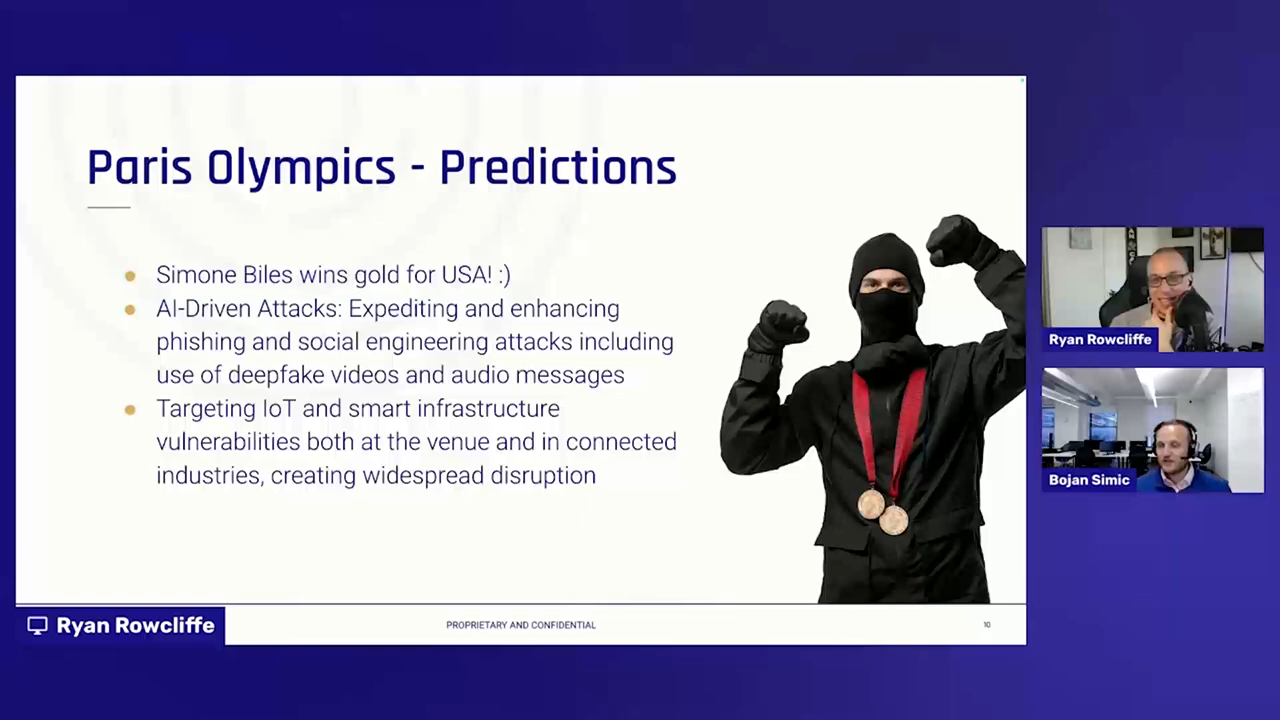 Paris Olympics - Predictions
Simone Biles wins gold for USA! :)
AI-Driven Attacks: Expediting and enhancing
phishing and social engineering attacks including
use of deepfake videos and audio messages
Targeting IoT and smart infrastructure
vulnerabilities both at the venue and in connected
industries, creating widespread disruption
Ryan Rowcliffe
PROPRIETARY AND CONFIDENTIAL
10
Ryan Rowcliffe
Bojan Simic